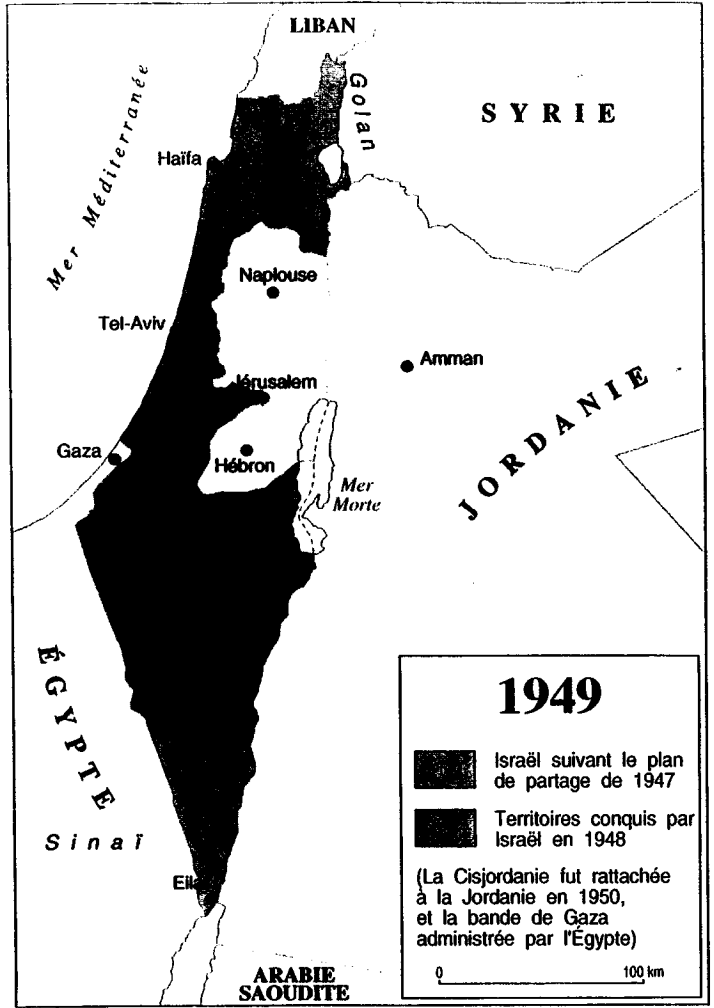 LIBAN
Golan
SYRIE
Mer Méditerranée
Haïfa
Naplouse
Tel-Aviv
Amman
Jérusalem
JORDANIE
Gaza
Hébron
Mer
Morte
ÉGYPTE
Sinaï
Eilat
ARABIE
SAOUDITE
1949
Israël suivant le plan
de partage de 1947
Territoires conquis par
Israël en 1948
(La Cisjordanie fut rattachée
à la Jordanie en 1950,
et la bande de Gaza
administrée par l'Égypte)
0 100 km